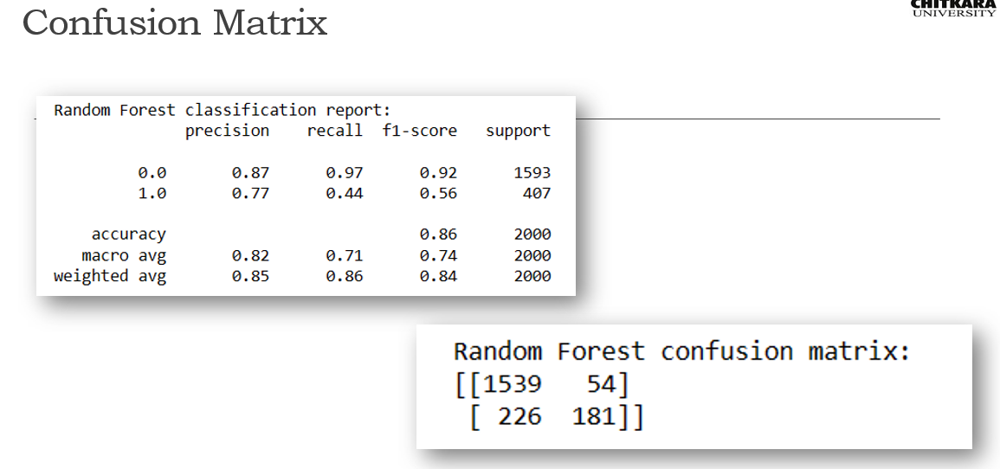 CHITKARA
UNIVERSITY
Confusion Matrix
Random Forest classification report:
precision recall f1-score support
0.0 0.87 0.97 0.92 1593
1.0 0.77 0.44 0.56 407
accuracy 0.86 2000
macro avg 0.82 0.71 0.74 2000
weighted avg 0.85 0.86 0.84 2000
Random Forest confusion matrix:
[[1539 54]
[ 226 181]]